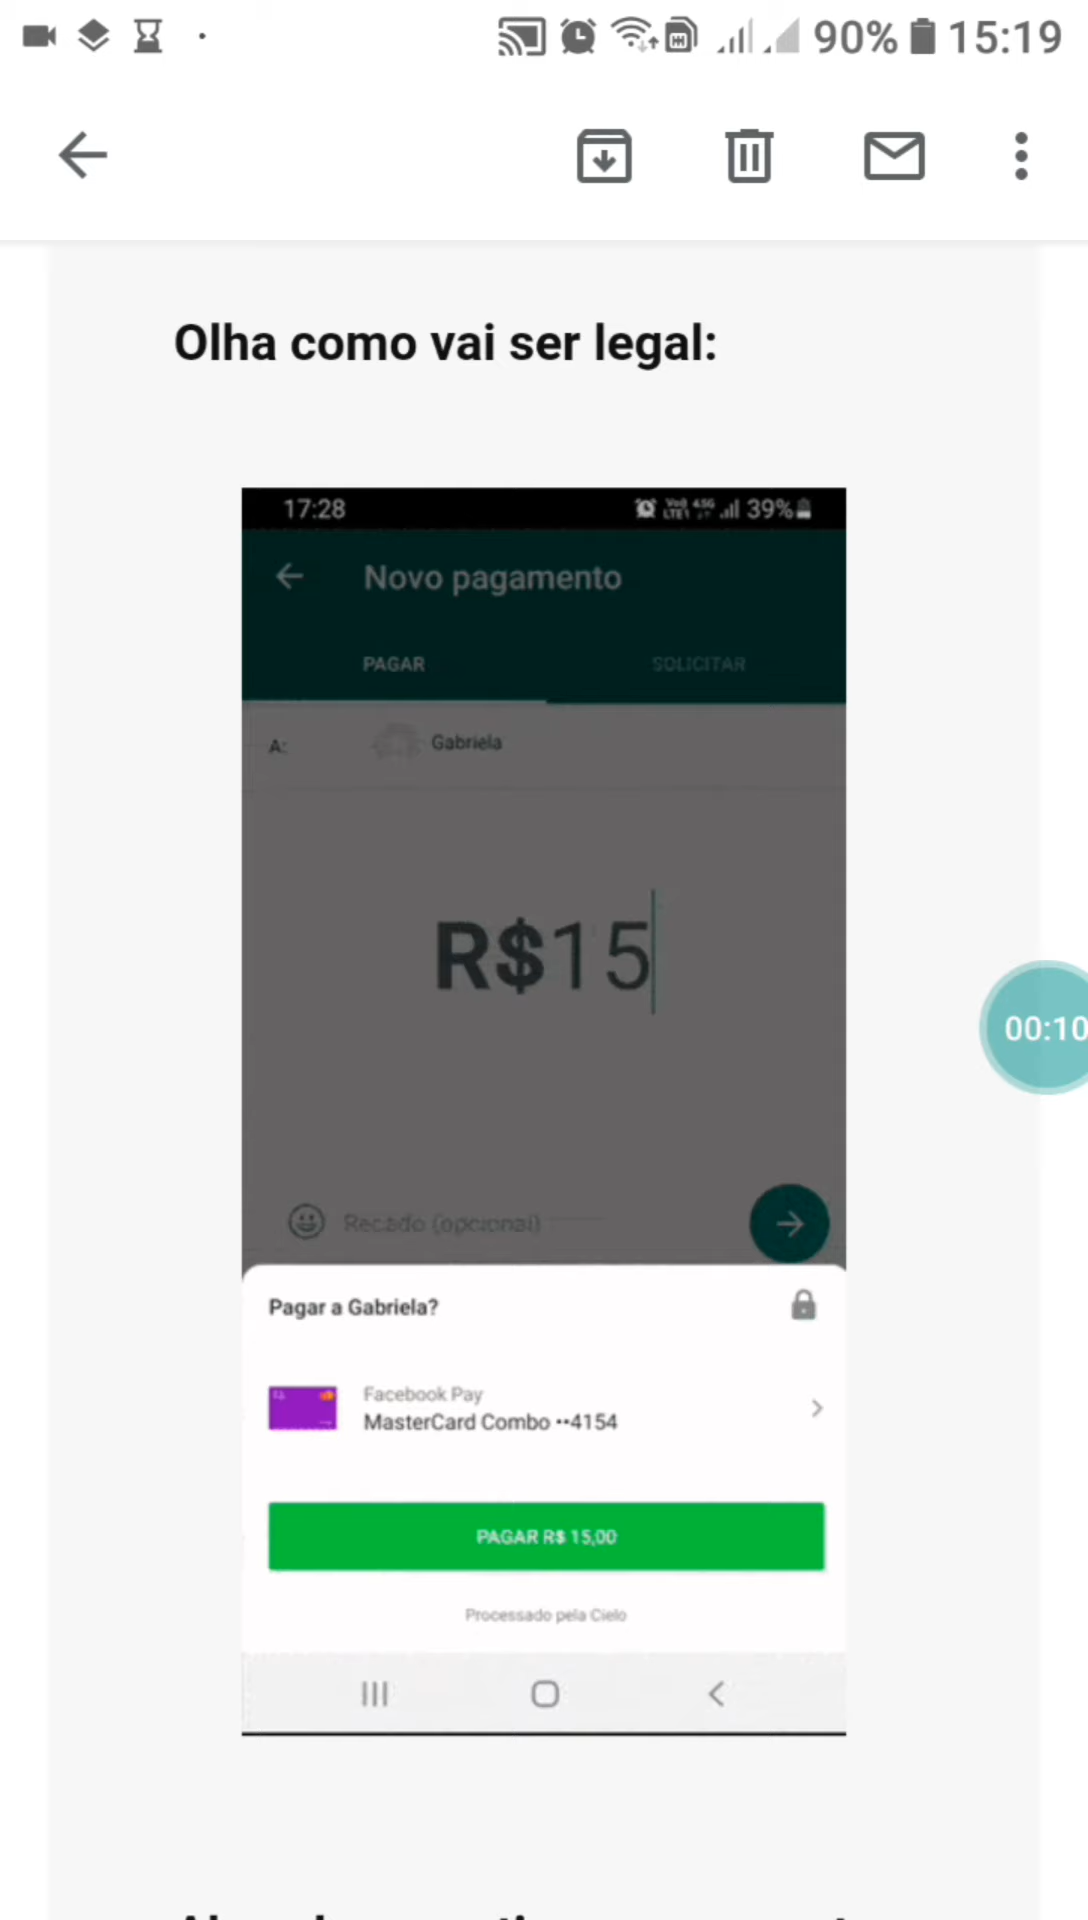 90% 15:19
Olha como vai ser legal:
17:28 39%
Novo pagamento
PAGAR SOLICITAR
A: Gabriela
R$15
00:10
Recado (opcional)
Pagar a Gabriela?
Facebook Pay
MasterCard Combo ••4154
PAGAR R$ 15,00
Processado pela Cielo